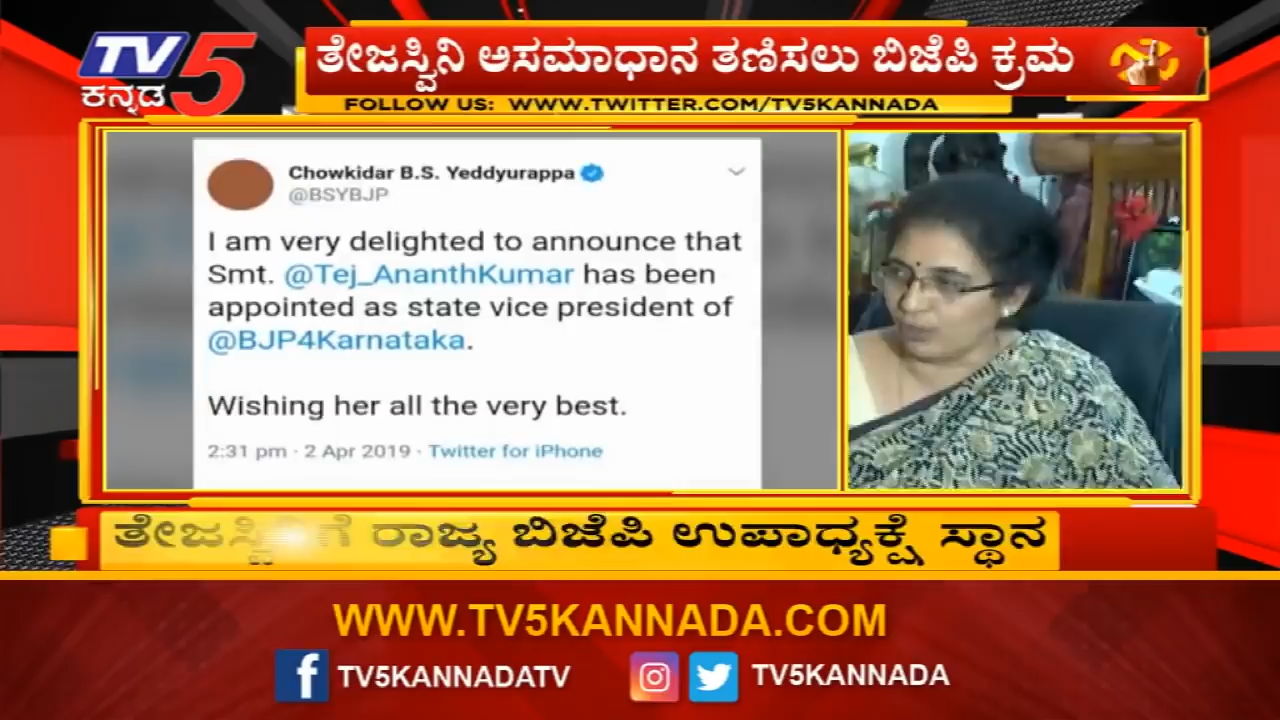 TV5
ಕನ್ನಡ
ತೇಜಸ್ವಿನಿ ಅಸಮಾಧಾನ ತಣಿಸಲು ಬಿಜೆಪಿ ಕ್ರಮ
FOLLOW US: WWW.TWITTER.COM/TV5KANNADA
Chowkidar B.S. Yeddyurappa
@BSYBJP
I am very delighted to announce that
Smt. @Tej_AnanthKumar has been
appointed as state vice president of
@BJP4Karnataka.
Wishing her all the very best.
2:31 pm · 2 Apr 2019 · Twitter for iPhone
ರಾಜ್ಯ ಬಿಜೆಪಿ ಉಪಾಧ್ಯಕ್ಷೆ ಸ್ಥಾನ
WWW.TV5KANNADA.COM
TV5KANNADATV
TV5KANNADA